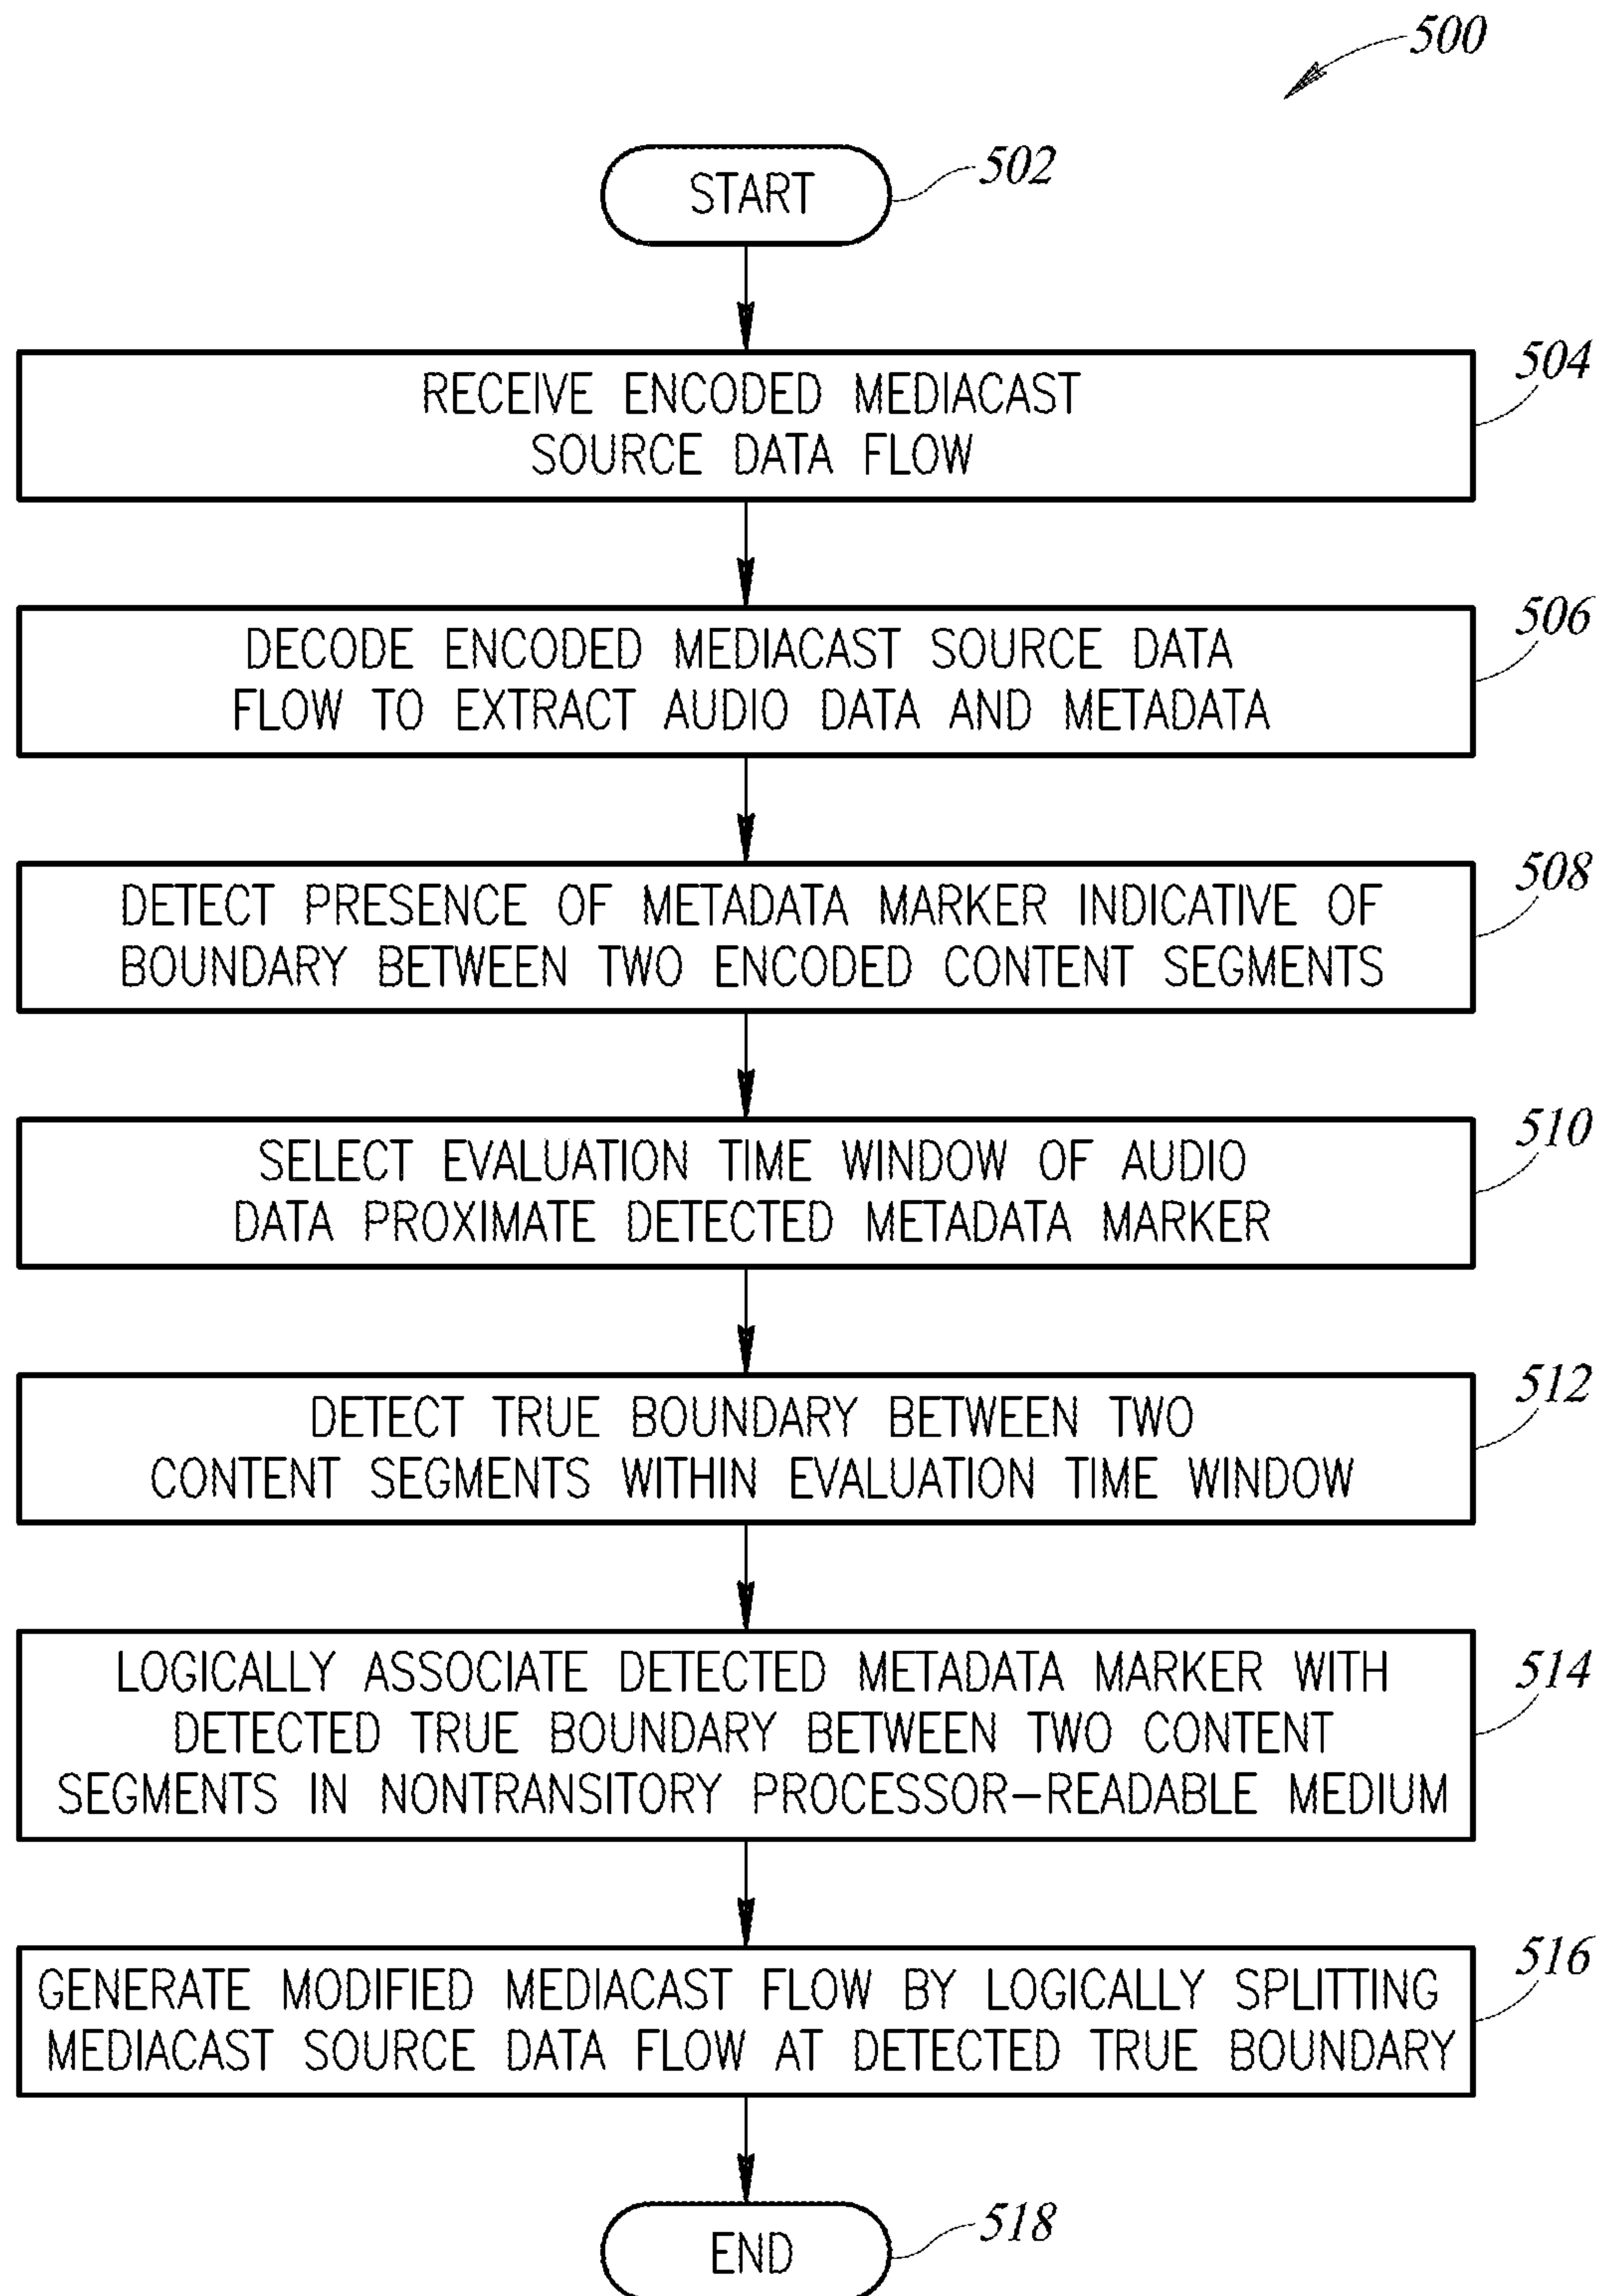 500
START
502
RECEIVE ENCODED MEDIACAST
SOURCE DATA FLOW
504
DECODE ENCODED MEDIACAST SOURCE DATA
FLOW TO EXTRACT AUDIO DATA AND METADATA
506
DETECT PRESENCE OF METADATA MARKER INDICATIVE OF
BOUNDARY BETWEEN TWO ENCODED CONTENT SEGMENTS
508
SELECT EVALUATION TIME WINDOW OF AUDIO
DATA PROXIMATE DETECTED METADATA MARKER
510
DETECT TRUE BOUNDARY BETWEEN TWO
CONTENT SEGMENTS WITHIN EVALUATION TIME WINDOW
512
LOGICALLY ASSOCIATE DETECTED METADATA MARKER WITH
DETECTED TRUE BOUNDARY BETWEEN TWO CONTENT
SEGMENTS IN NONTRANSITORY PROCESSOR–READABLE MEDIUM
514
GENERATE MODIFIED MEDIACAST FLOW BY LOGICALLY SPLITTING
MEDIACAST SOURCE DATA FLOW AT DETECTED TRUE BOUNDARY
516
END
518